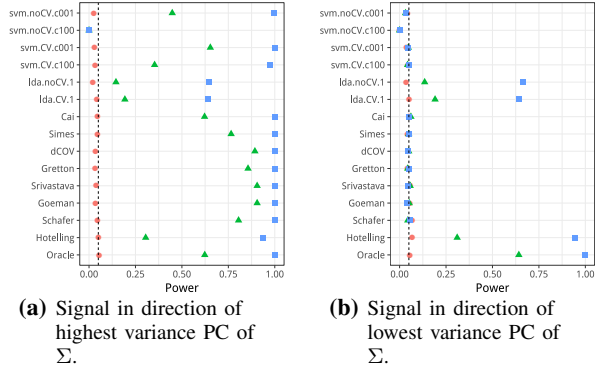 svm.noCV.c001
svm.noCV.c100
svm.CV.c001
svm.CV.c100
lda.noCV.1
lda.CV.1
Cai
Simes
dCOV
Gretton
Srivastava
Goeman
Schafer
Hotelling
Oracle
0.00 0.25 0.50 0.75 1.00
Power
(a) Signal in direction of
highest variance PC of
Σ.
svm.noCV.c001
svm.noCV.c100
svm.CV.c001
svm.CV.c100
lda.noCV.1
lda.CV.1
Cai
Simes
dCOV
Gretton
Srivastava
Goeman
Schafer
Hotelling
Oracle
0.00 0.25 0.50 0.75 1.00
Power
(b) Signal in direction of
lowest variance PC of
Σ.